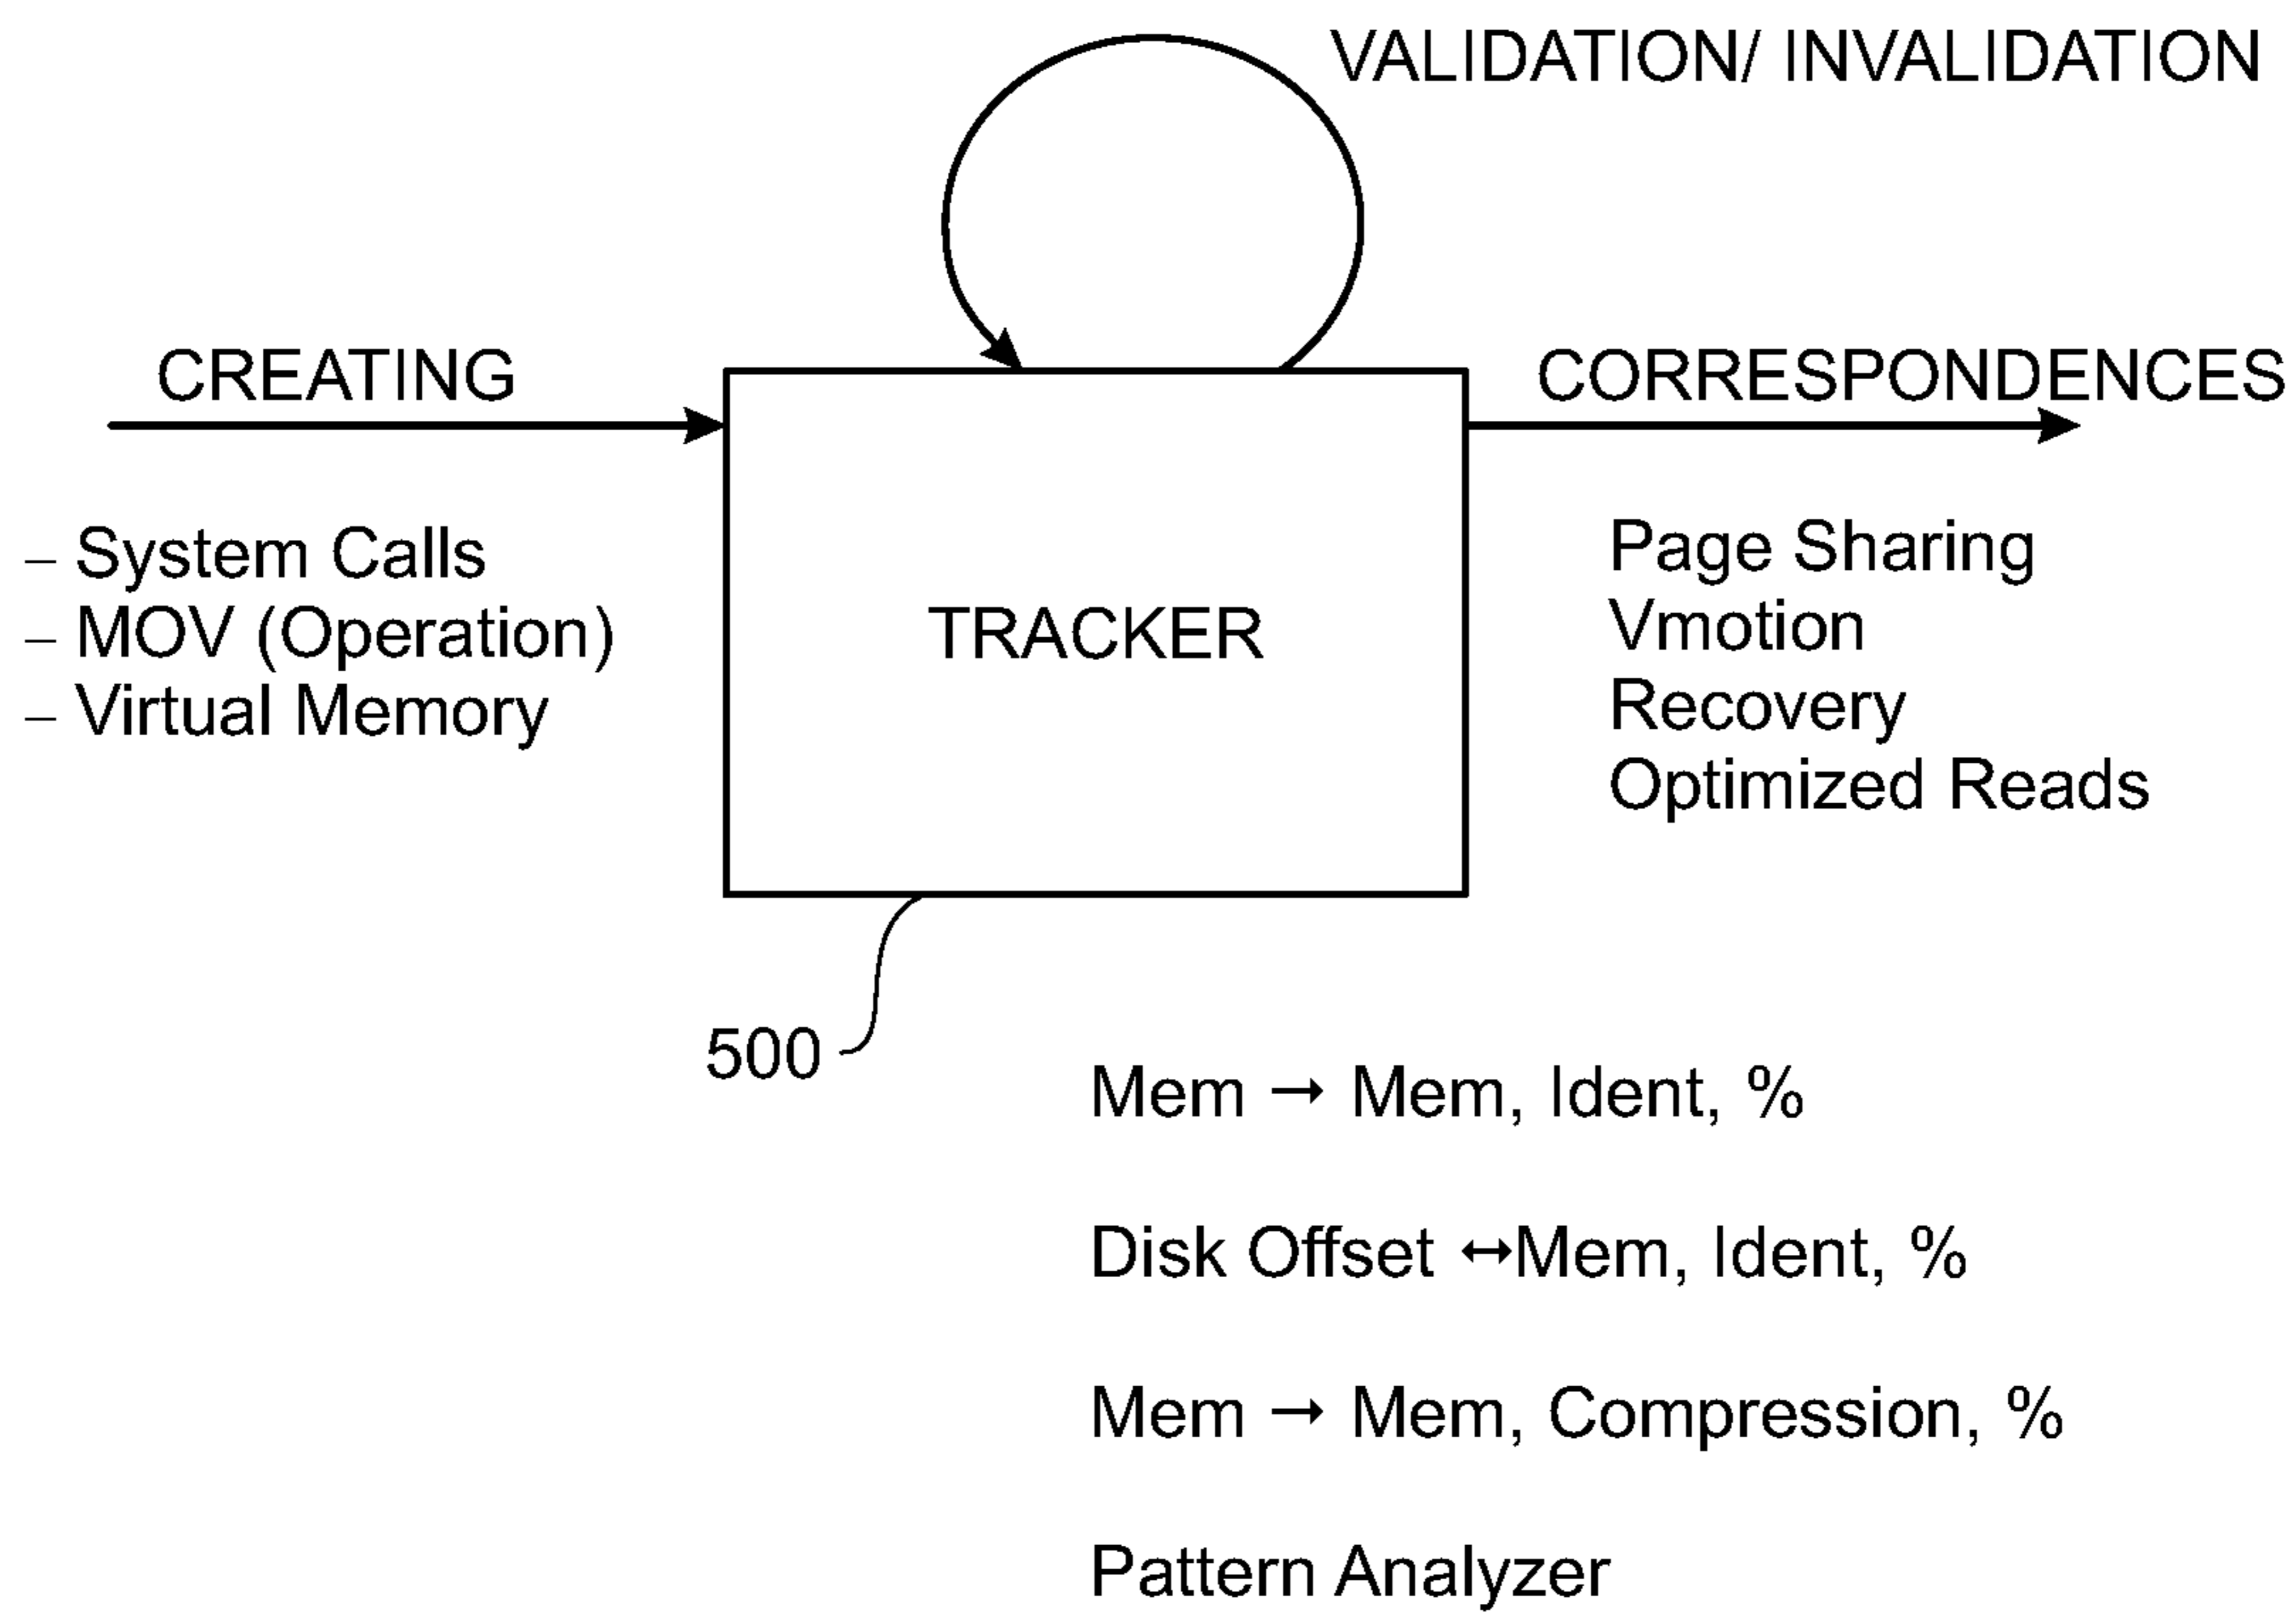 VALIDATION/ INVALIDATION
CREATING
CORRESPONDENCES
– System Calls
– MOV (Operation)
– Virtual Memory
TRACKER
Page Sharing
Vmotion
Recovery
Optimized Reads
500
Mem → Mem, Ident, %
Disk Offset ↔Mem, Ident, %
Mem → Mem, Compression, %
Pattern Analyzer